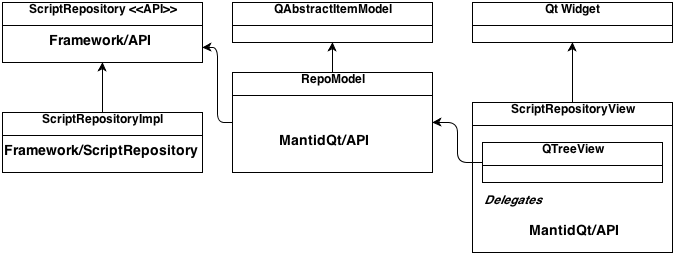 ScriptRepository <<API>>
Framework/API
ScriptRepositoryImpl
Framework/ScriptRepository
QAbstractItemModel
RepoModel
MantidQt/API
Qt Widget
ScriptRepositoryView
QTreeView
Delegates
MantidQt/API